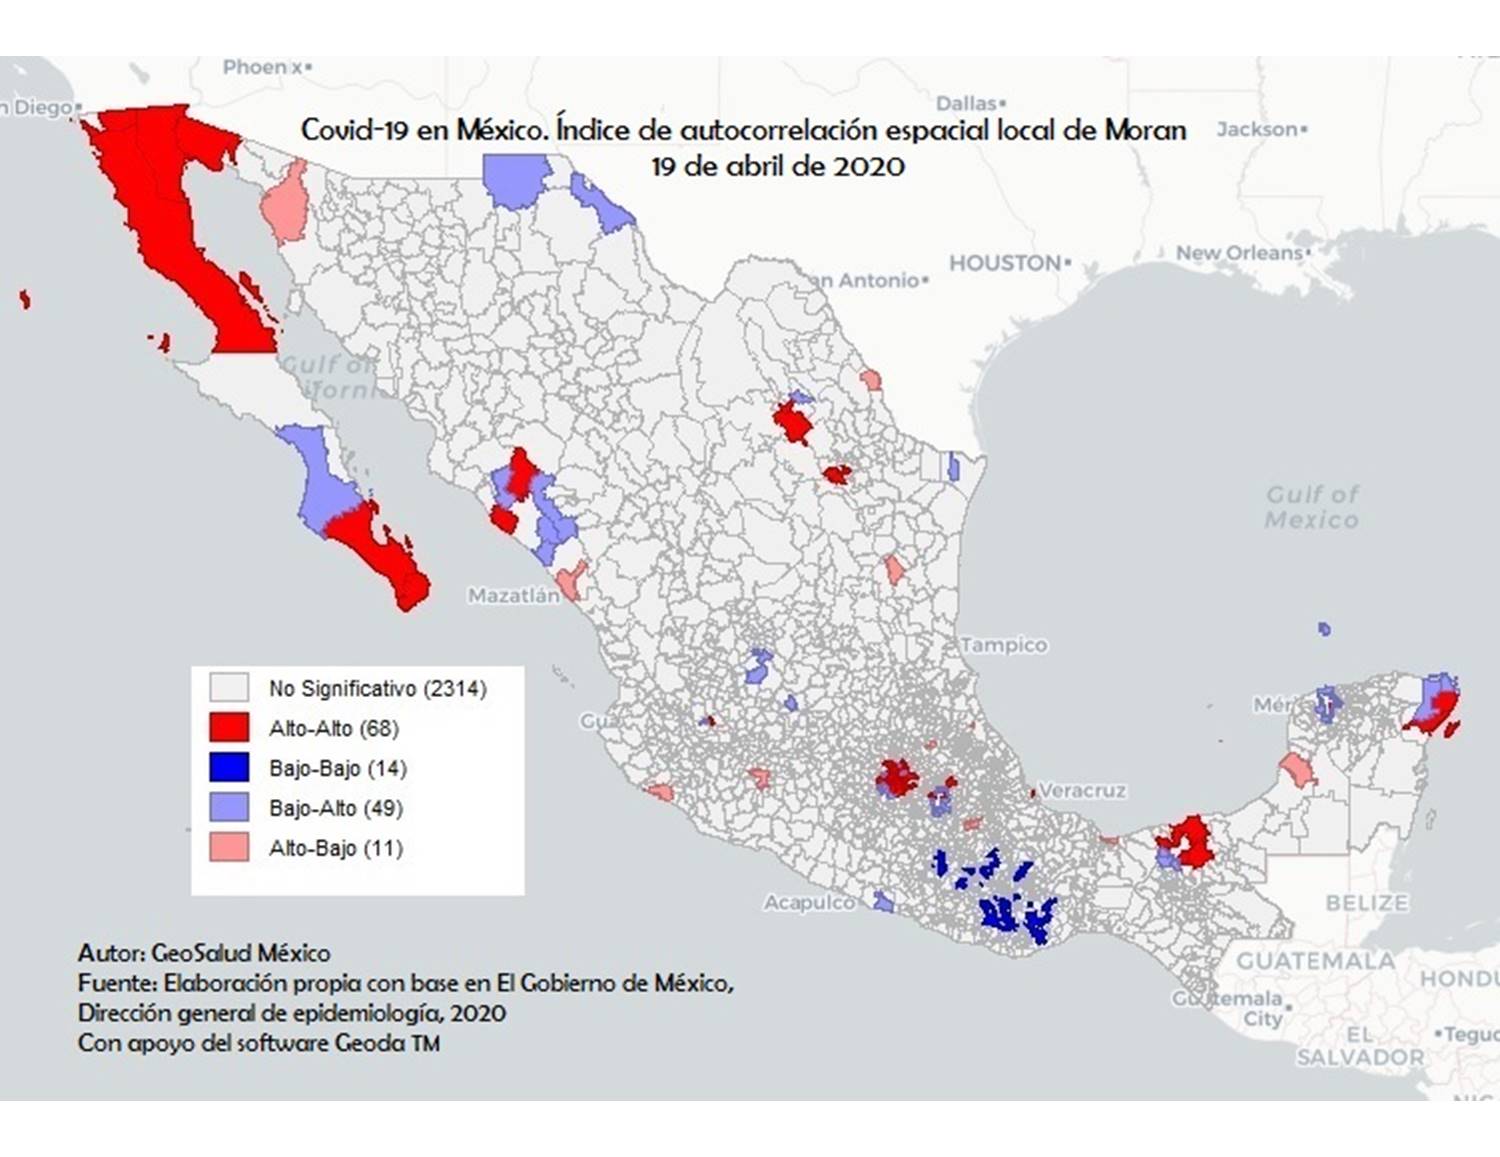 Phoenix
n Diego
Dallas
Covid-19 en México. Índice de autocorrelación espacial local de Moran
Jackson
19 de abril de 2020
New Orleans
HOUSTON
an Antonio
Gulf of
Gulf of
Mexico
Mazatlán
Tampico
No Significativo (2314)
Alto-Alto (68)
Bajo-Bajo (14)
Bajo-Alto (49)
Alto-Bajo (11)
Veracruz
Acapulco
BELIZE
Autor: GeoSalud México
Fuente: Elaboración propia con base en El Gobierno de México,
Dirección general de epidemiología, 2020
Con apoyo del software Geoda TM
GUATEMALA
HONDU
Guatemala
City
EL
SALVADOR
Teguc